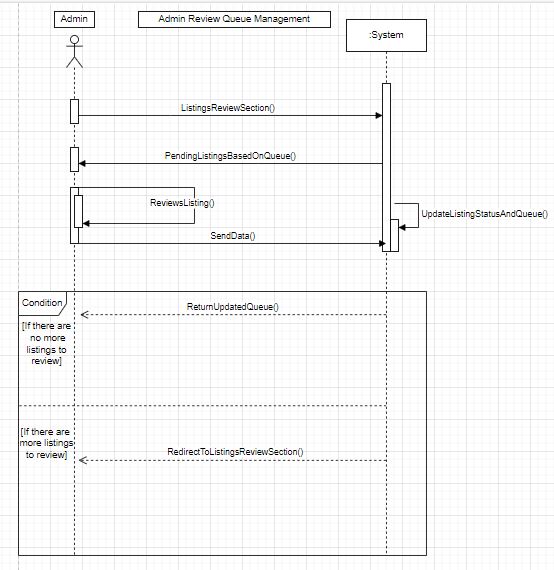 Admin
Admin Review Queue Management
:System
ListingsReviewSection()
PendingListingsBasedOnQueue()
ReviewsListing()
UpdateListingStatusAndQueue()
SendData()
Condition
ReturnUpdatedQueue()
[If there are
no more
listings to
review]
[If there are
more listings
to review]
RedirectToListingsReviewSection()